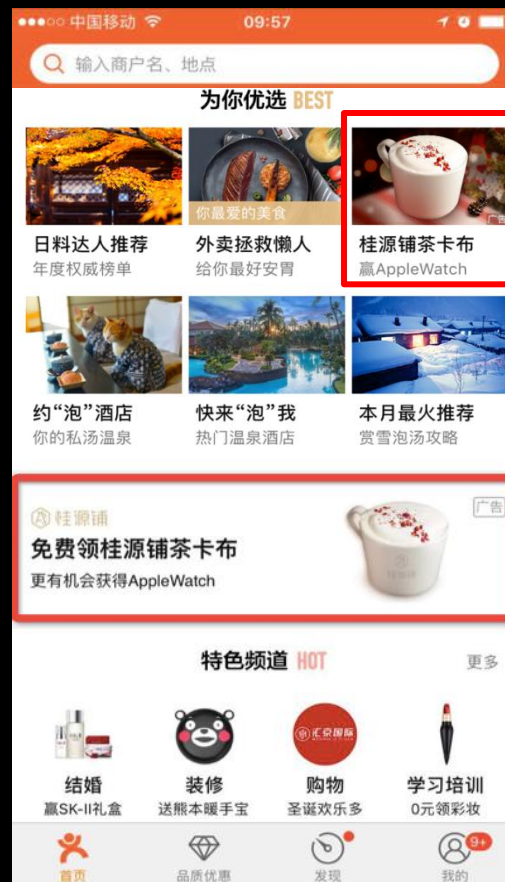 中国移动
09:57
输入商户名、地点
为你优选 BEST
你最爱的美食
广告
日料达人推荐
外卖拯救懒人
桂源铺茶卡布
年度权威榜单
给你最好安胃
赢AppleWatch
约“泡”酒店
快来“泡”我
本月最火推荐
你的私汤温泉
热门温泉酒店
赏雪泡汤攻略
桂源铺
广告
免费领桂源铺茶卡布
更有机会获得AppleWatch
特色频道 HOT
更多
汇京国际
结婚
装修
购物
学习培训
赢SK-II礼盒
送熊本暖手宝
圣诞欢乐多
0元领彩妆
9+
首页
品质优惠
发现
我的